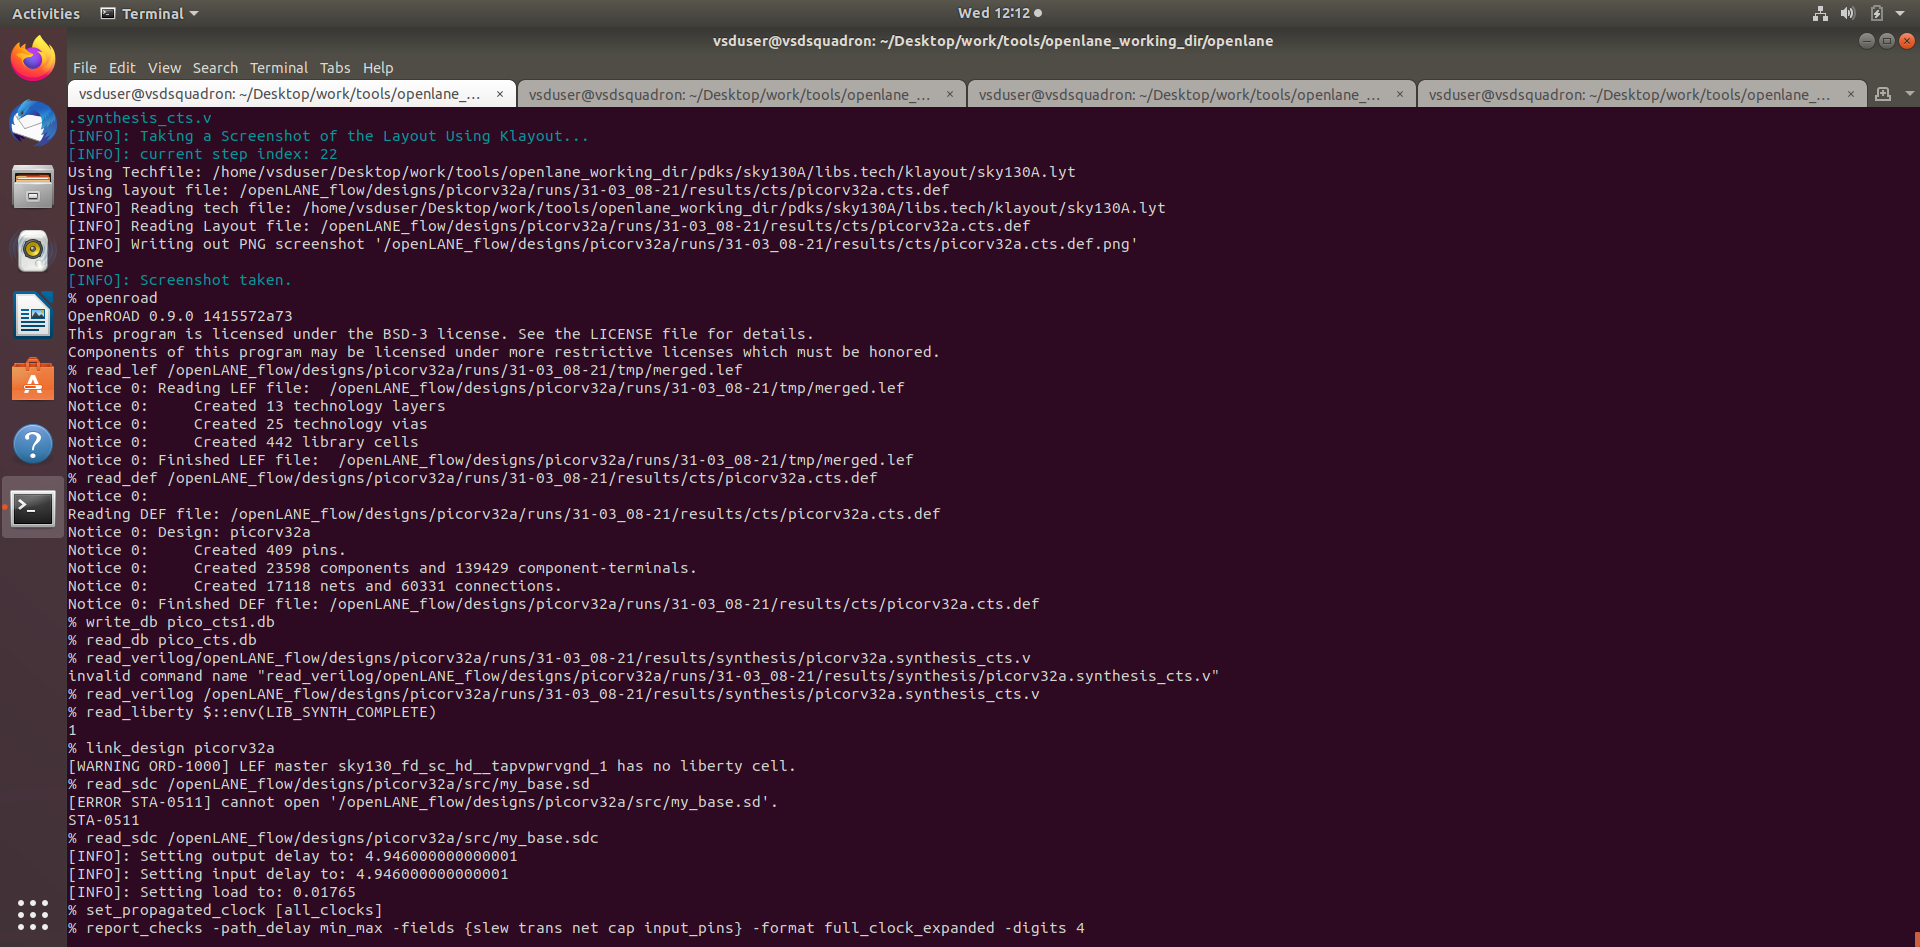 Activities Terminal Wed 12:12
vsduser@vsdsquadron: ~/Desktop/work/tools/openlane_working_dir/openlane
File Edit View Search Terminal Tabs Help
vsduser@vsdsquadron: ~/Desktop/work/tools/openlane_... × vsduser@vsdsquadron: ~/Desktop/work/tools/openlane_... × vsduser@vsdsquadron: ~/Desktop/work/tools/openlane_... × vsduser@vsdsquadron: ~/Desktop/work/tools/openlane_... ×
.synthesis_cts.v
[INFO]: Taking a Screenshot of the Layout Using Klayout...
[INFO]: current step index: 22
Using Techfile: /home/vsduser/Desktop/work/tools/openlane_working_dir/pdks/sky130A/libs.tech/klayout/sky130A.lyt
Using layout file: /openLANE_flow/designs/picorv32a/runs/31-03_08-21/results/cts/picorv32a.cts.def
[INFO] Reading tech file: /home/vsduser/Desktop/work/tools/openlane_working_dir/pdks/sky130A/libs.tech/klayout/sky130A.lyt
[INFO] Reading Layout file: /openLANE_flow/designs/picorv32a/runs/31-03_08-21/results/cts/picorv32a.cts.def
[INFO] Writing out PNG screenshot '/openLANE_flow/designs/picorv32a/runs/31-03_08-21/results/cts/picorv32a.cts.def.png'
Done
[INFO]: Screenshot taken.
% openroad
OpenROAD 0.9.0 1415572a73
This program is licensed under the BSD-3 license. See the LICENSE file for details.
Components of this program may be licensed under more restrictive licenses which must be honored.
% read_lef /openLANE_flow/designs/picorv32a/runs/31-03_08-21/tmp/merged.lef
Notice 0: Reading LEF file:  /openLANE_flow/designs/picorv32a/runs/31-03_08-21/tmp/merged.lef
Notice 0:     Created 13 technology layers
Notice 0:     Created 25 technology vias
Notice 0:     Created 442 library cells
Notice 0: Finished LEF file:  /openLANE_flow/designs/picorv32a/runs/31-03_08-21/tmp/merged.lef
% read_def /openLANE_flow/designs/picorv32a/runs/31-03_08-21/results/cts/picorv32a.cts.def
Notice 0:
Reading DEF file: /openLANE_flow/designs/picorv32a/runs/31-03_08-21/results/cts/picorv32a.cts.def
Notice 0: Design: picorv32a
Notice 0:     Created 409 pins.
Notice 0:     Created 23598 components and 139429 component-terminals.
Notice 0:     Created 17118 nets and 60331 connections.
Notice 0: Finished DEF file: /openLANE_flow/designs/picorv32a/runs/31-03_08-21/results/cts/picorv32a.cts.def
% write_db pico_cts1.db
% read_db pico_cts.db
% read_verilog/openLANE_flow/designs/picorv32a/runs/31-03_08-21/results/synthesis/picorv32a.synthesis_cts.v
invalid command name "read_verilog/openLANE_flow/designs/picorv32a/runs/31-03_08-21/results/synthesis/picorv32a.synthesis_cts.v"
% read_verilog /openLANE_flow/designs/picorv32a/runs/31-03_08-21/results/synthesis/picorv32a.synthesis_cts.v
% read_liberty $::env(LIB_SYNTH_COMPLETE)
1
% link_design picorv32a
[WARNING ORD-1000] LEF master sky130_fd_sc_hd__tapvpwrvgnd_1 has no liberty cell.
% read_sdc /openLANE_flow/designs/picorv32a/src/my_base.sd
[ERROR STA-0511] cannot open '/openLANE_flow/designs/picorv32a/src/my_base.sd'.
STA-0511
% read_sdc /openLANE_flow/designs/picorv32a/src/my_base.sdc
[INFO]: Setting output delay to: 4.946000000000001
[INFO]: Setting input delay to: 4.946000000000001
[INFO]: Setting load to: 0.01765
% set_propagated_clock [all_clocks]
% report_checks -path_delay min_max -fields {slew trans net cap input_pins} -format full_clock_expanded -digits 4